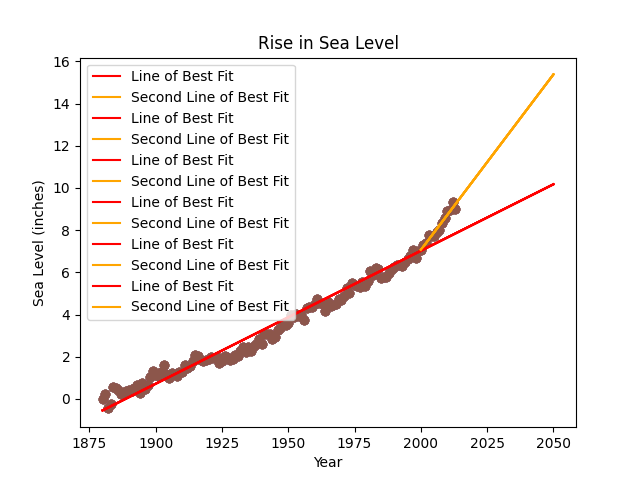 Rise in Sea Level
Line of Best Fit
Second Line of Best Fit
Line of Best Fit
Second Line of Best Fit
Line of Best Fit
Second Line of Best Fit
Line of Best Fit
Second Line of Best Fit
Line of Best Fit
Second Line of Best Fit
Line of Best Fit
Second Line of Best Fit
Sea Level (inches)
16
14
12
10
8
6
4
2
0
1875 1900 1925 1950 1975 2000 2025 2050
Year